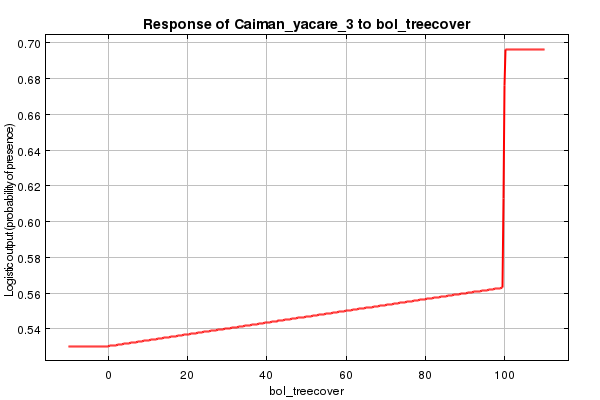 Response of Caiman_yacare_3 to bol_treecover
Logistic output (probability of presence)
0.70
0.68
0.66
0.64
0.62
0.60
0.58
0.56
0.54
0 20 40 60 80 100
bol_treecover